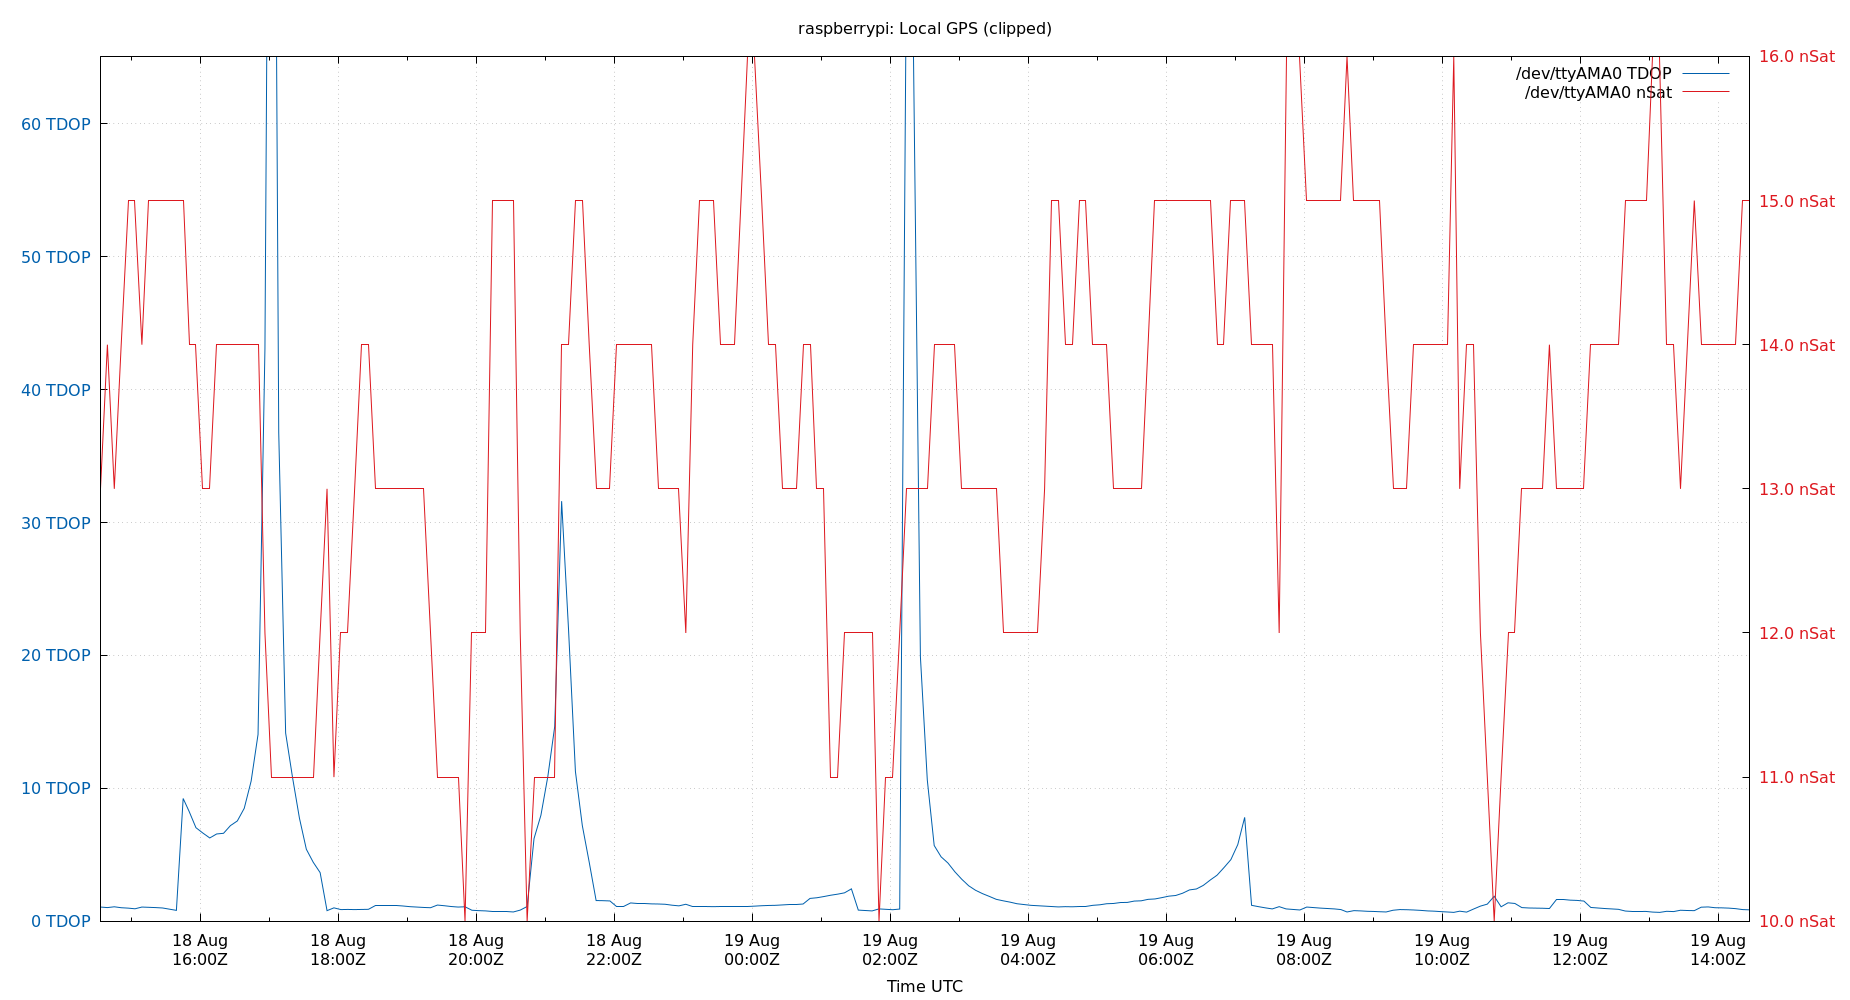 raspberrypi: Local GPS (clipped)
/dev/ttyAMA0 TDOP
/dev/ttyAMA0 nSat
60 TDOP
50 TDOP
40 TDOP
30 TDOP
20 TDOP
10 TDOP
0 TDOP
16.0 nSat
15.0 nSat
14.0 nSat
13.0 nSat
12.0 nSat
11.0 nSat
10.0 nSat
18 Aug
16:00Z
18 Aug
18:00Z
18 Aug
20:00Z
18 Aug
22:00Z
19 Aug
00:00Z
19 Aug
02:00Z
19 Aug
04:00Z
19 Aug
06:00Z
19 Aug
08:00Z
19 Aug
10:00Z
19 Aug
12:00Z
19 Aug
14:00Z
Time UTC